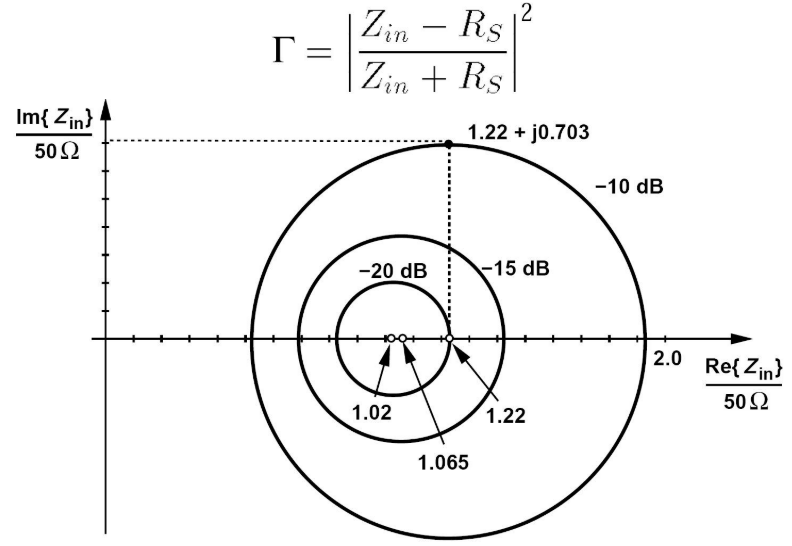 Γ = |(Z_in − R_S)/(Z_in + R_S)|²
Im{ Z_in }
50 Ω
1.22 + j0.703
−10 dB
−15 dB
−20 dB
2.0
Re{ Z_in }
50 Ω
1.02
1.22
1.065